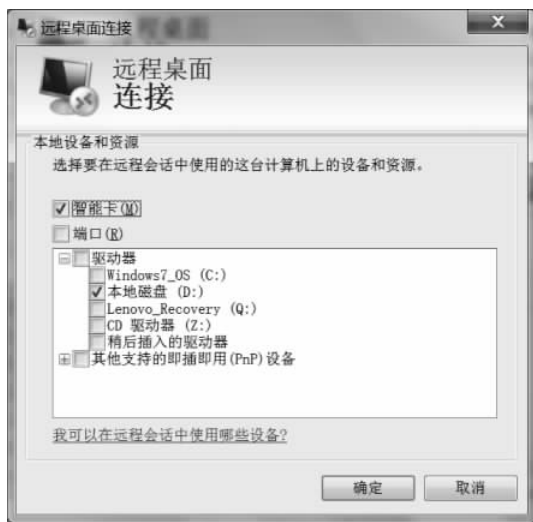 远程桌面连接
远程桌面
连接
本地设备和资源
选择要在远程会话中使用的这台计算机上的设备和资源。
智能卡(M)
端口(R)
驱动器
Windows7_OS (C:)
本地磁盘 (D:)
Lenovo_Recovery (Q:)
CD 驱动器 (Z:)
稍后插入的驱动器
其他支持的即插即用(PnP)设备
我可以在远程会话中使用哪些设备?
确定
取消